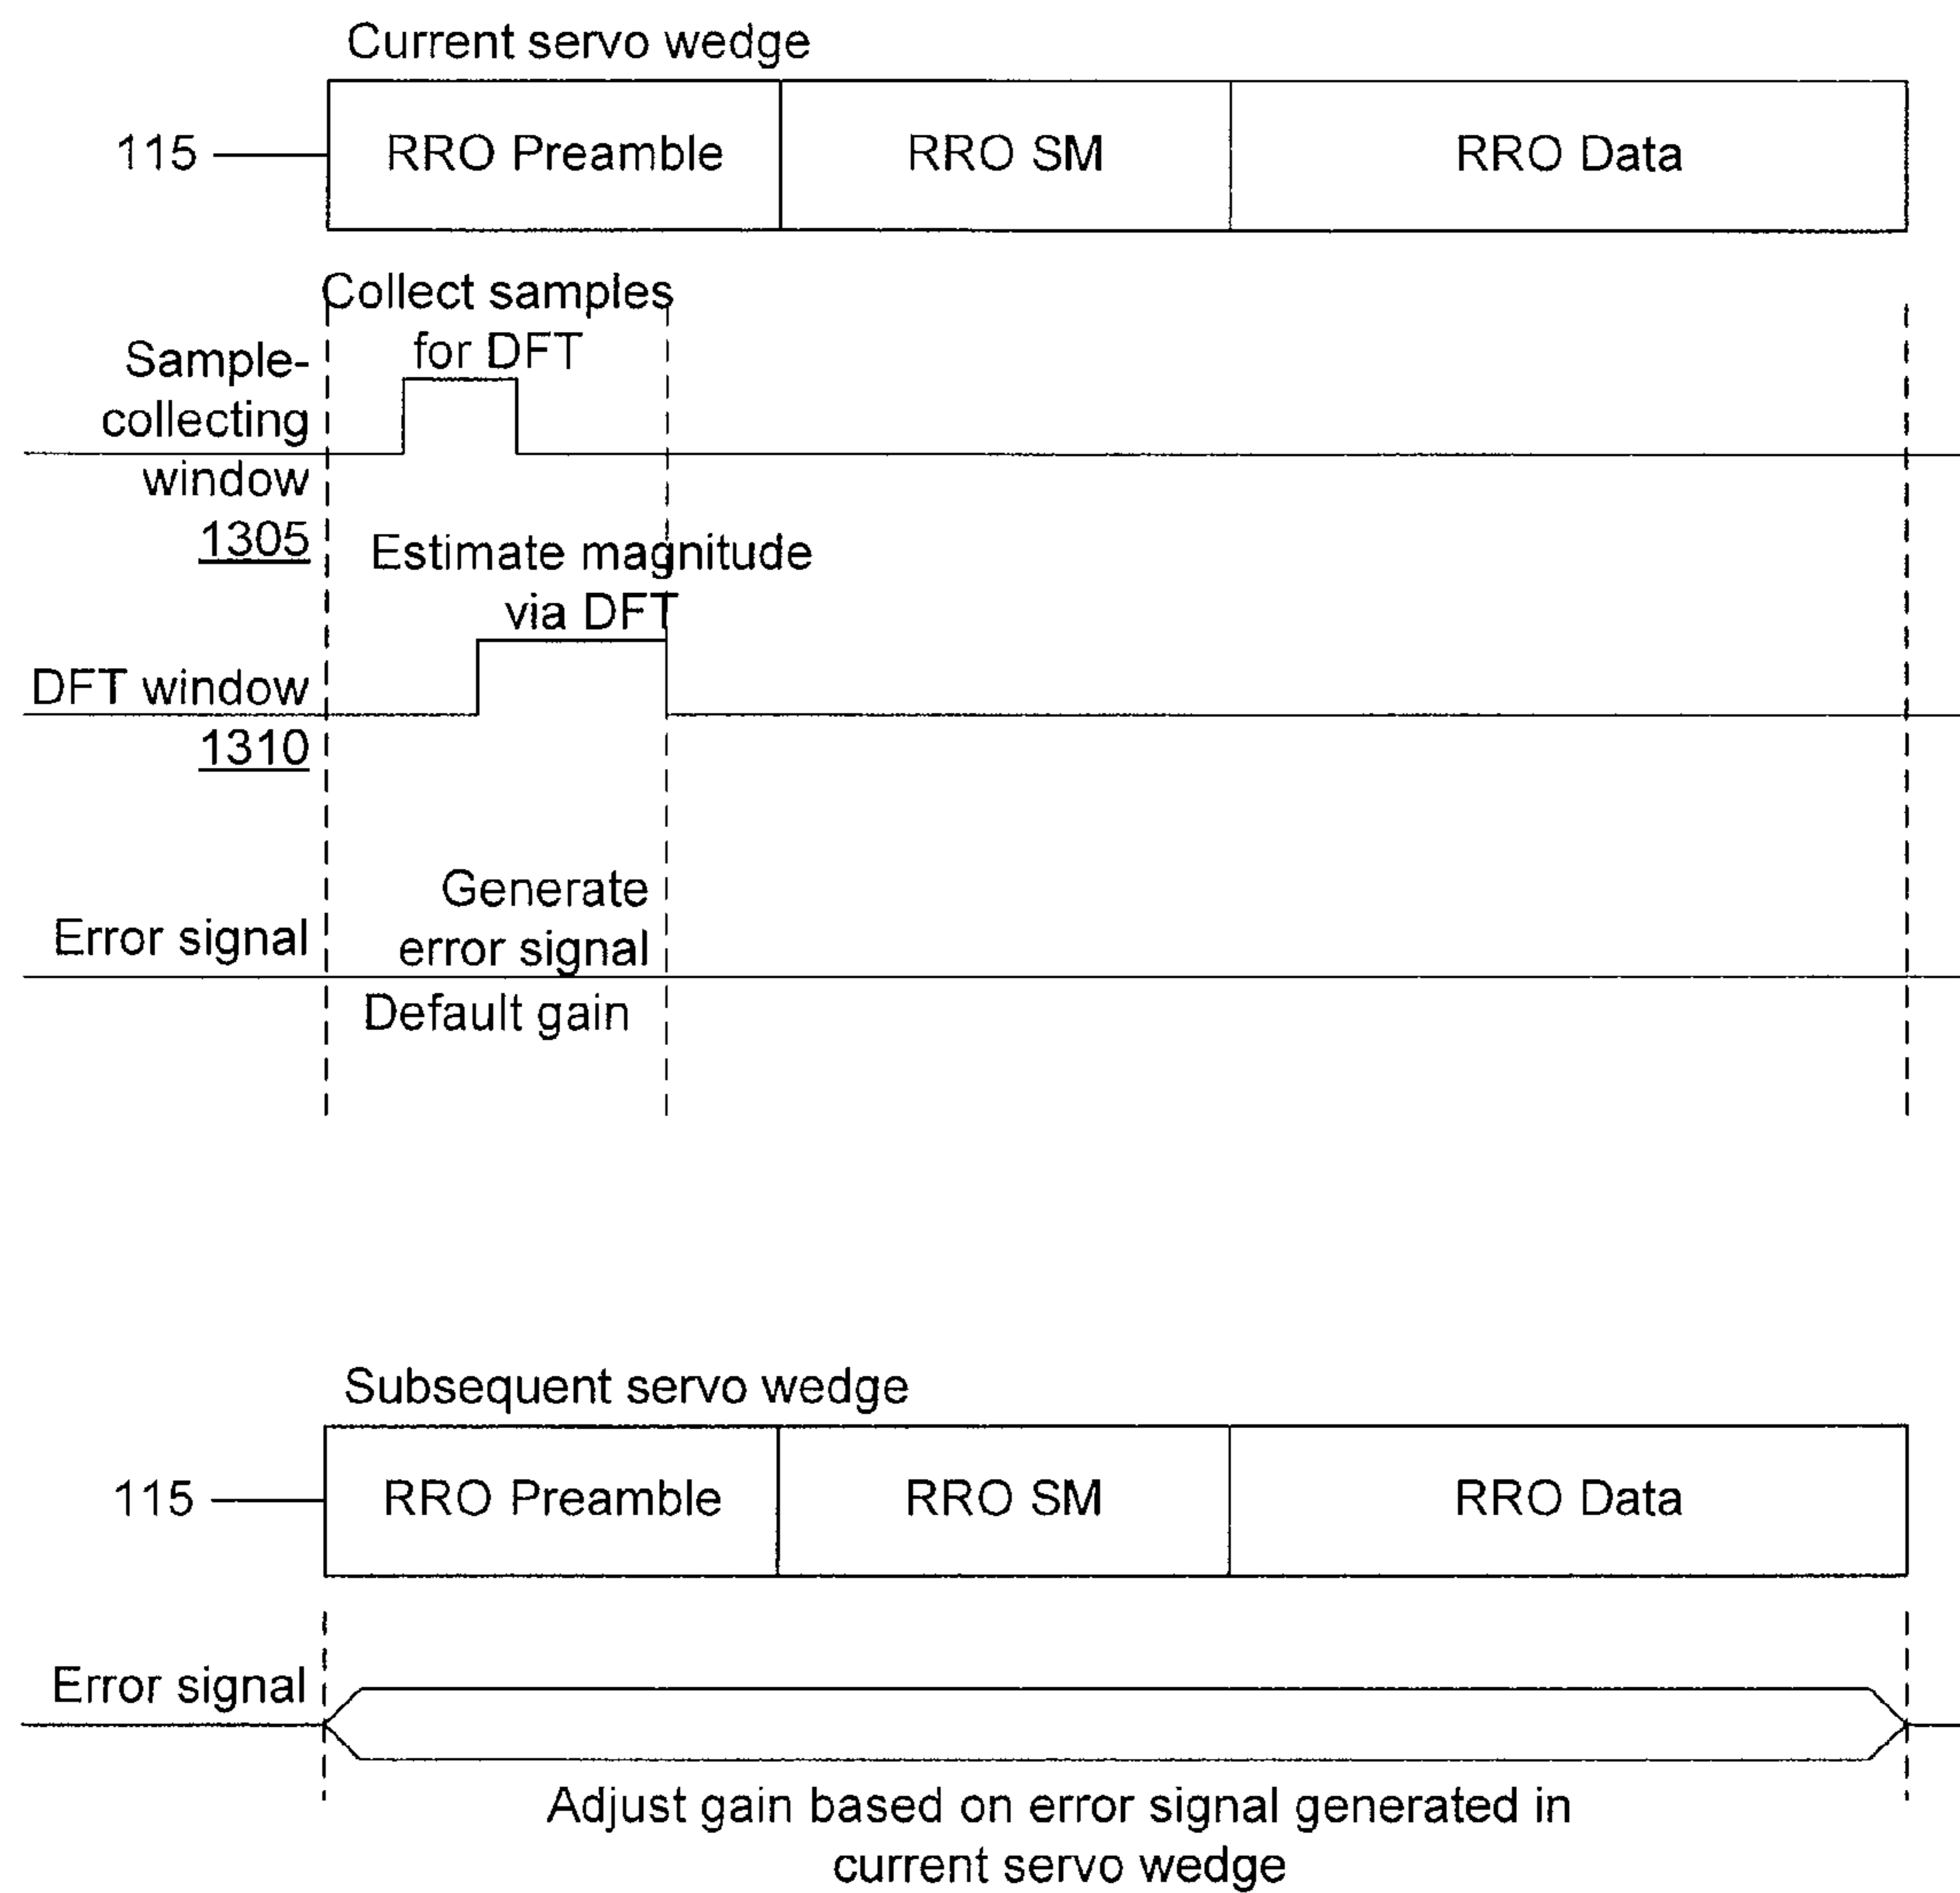 Current servo wedge
115
RRO Preamble
RRO SM
RRO Data
Collect samples
for DFT
Sample-
collecting
window
1305
Estimate magnitude
via DFT
DFT window
1310
Generate
error signal
Error signal
Default gain
Subsequent servo wedge
115
RRO Preamble
RRO SM
RRO Data
Error signal
Adjust gain based on error signal generated in
current servo wedge